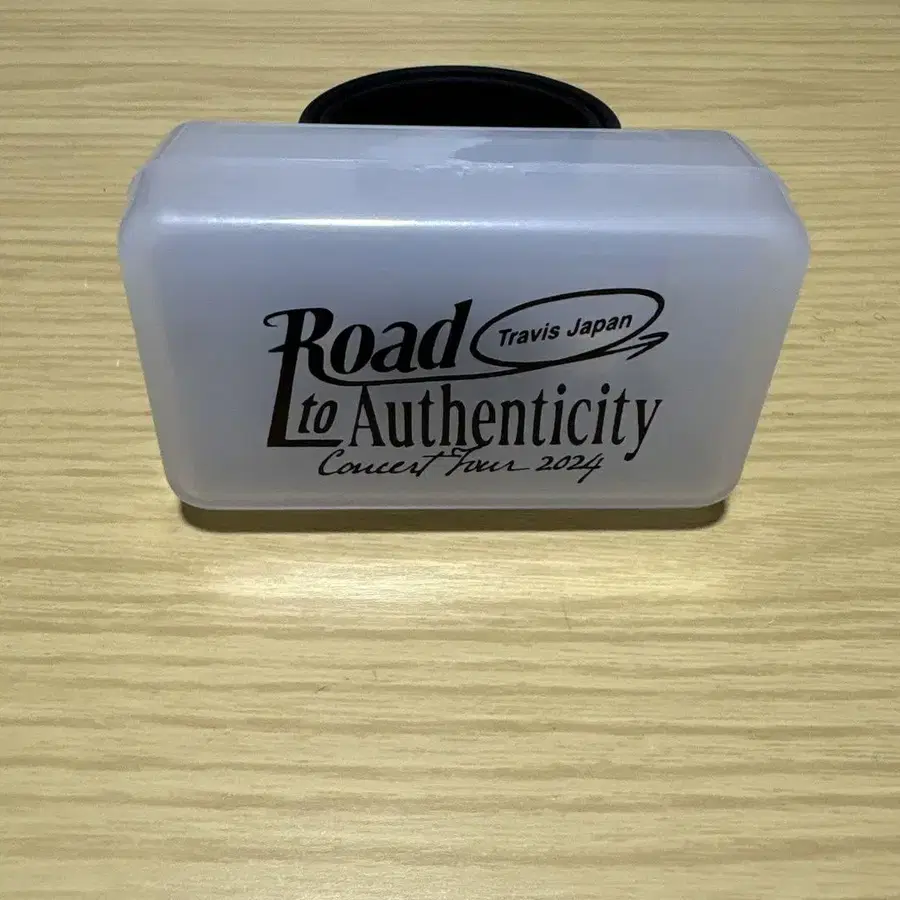 Road Travis Japan
to Authenticity
Concert Tour 2024